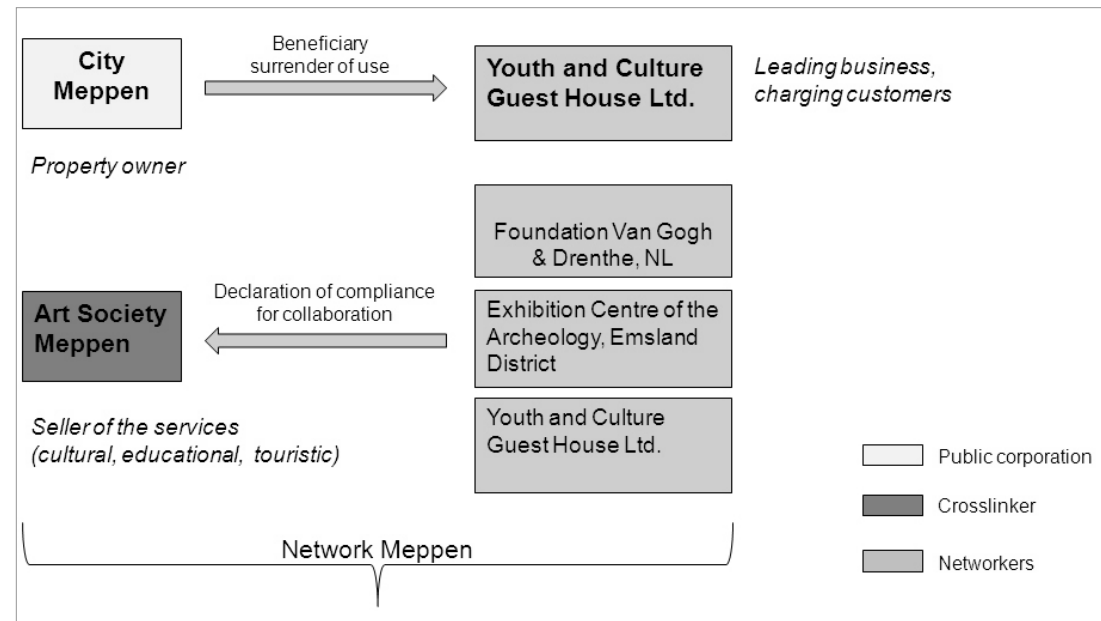 City
Meppen
Beneficiary
surrender of use
Youth and Culture
Guest House Ltd.
Leading business,
charging customers
Property owner
Foundation Van Gogh
& Drenthe, NL
Art Society
Meppen
Declaration of compliance
for collaboration
Exhibition Centre of the
Archeology, Emsland
District
Seller of the services
(cultural, educational, touristic)
Youth and Culture
Guest House Ltd.
Public corporation
Crosslinker
Networkers
Network Meppen